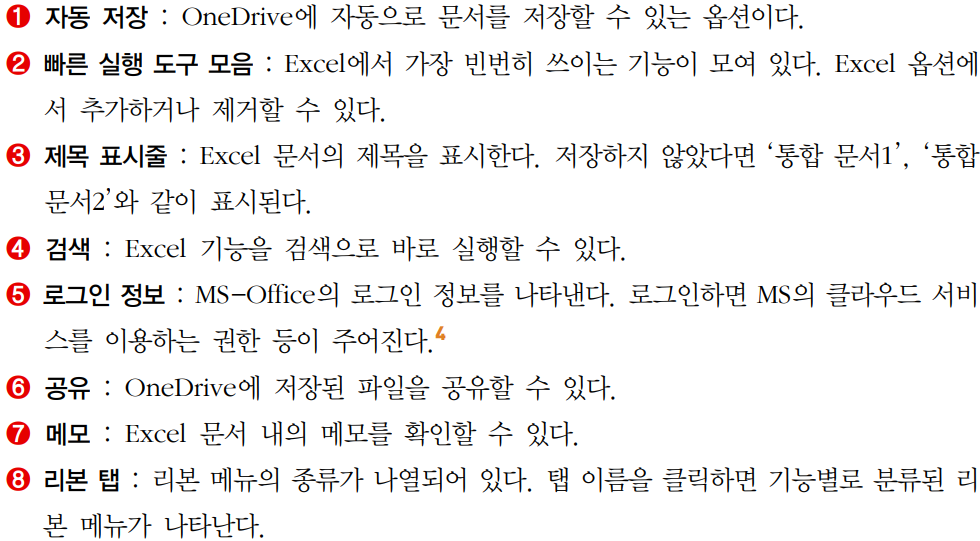 ❶ 자동 저장 : OneDrive에 자동으로 문서를 저장할 수 있는 옵션이다.
❷ 빠른 실행 도구 모음 : Excel에서 가장 빈번히 쓰이는 기능이 모여 있다. Excel 옵션에
서 추가하거나 제거할 수 있다.
❸ 제목 표시줄 : Excel 문서의 제목을 표시한다. 저장하지 않았다면 ‘통합 문서1’, ‘통합
문서2’와 같이 표시된다.
❹ 검색 : Excel 기능을 검색으로 바로 실행할 수 있다.
❺ 로그인 정보 : MS-Office의 로그인 정보를 나타낸다. 로그인하면 MS의 클라우드 서비
스를 이용하는 권한 등이 주어진다.4
❻ 공유 : OneDrive에 저장된 파일을 공유할 수 있다.
❼ 메모 : Excel 문서 내의 메모를 확인할 수 있다.
❽ 리본 탭 : 리본 메뉴의 종류가 나열되어 있다. 탭 이름을 클릭하면 기능별로 분류된 리
본 메뉴가 나타난다.